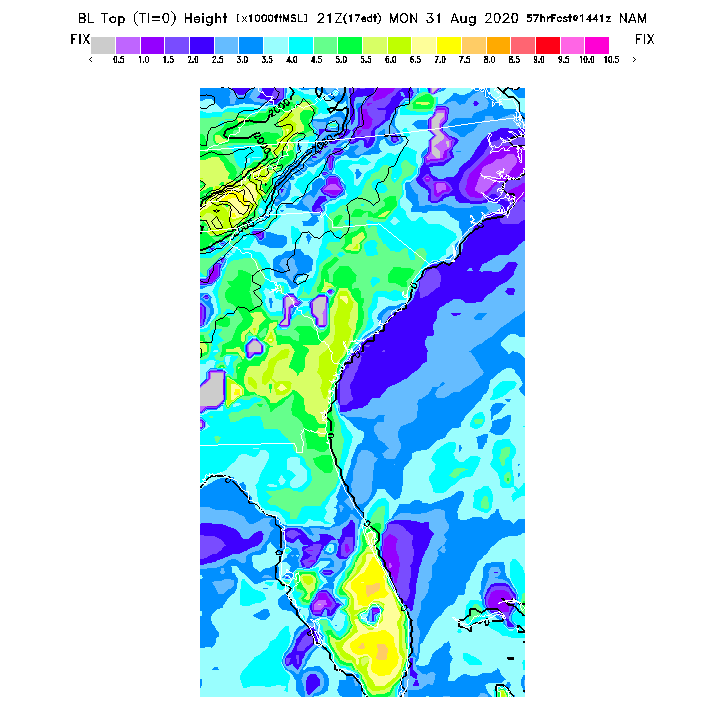 BL Top (TI=0) Height [x1000ftMSL] 21Z(17edt) MON 31 Aug 2020 57hrFcst@1441z NAM
FIX FIX
< 0.5 1.0 1.5 2.0 3.0 3.5 4.0 4.5 5.0 5.5 6.0 6.5 7.0 7.5 8.0 8.5 9.0 9.5 10.0 10.5 >
2000